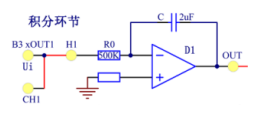 积分环节
C 2uF
B3 xOUT1 H1 R0 D1
500K
OUT
Ui
CH1